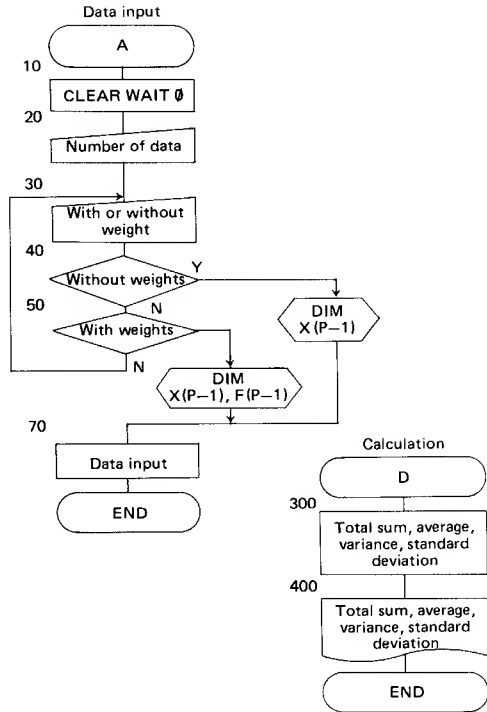 Data input
A
10
CLEAR WAIT 0
20
Number of data
30
With or without
weight
40
Without weights
Y
N
50
With weights
N
DIM
X(P−1)
DIM
X(P−1), F(P−1)
70
Data input
END
Calculation
D
300
Total sum, average,
variance, standard
deviation
400
Total sum, average,
variance, standard
deviation
END